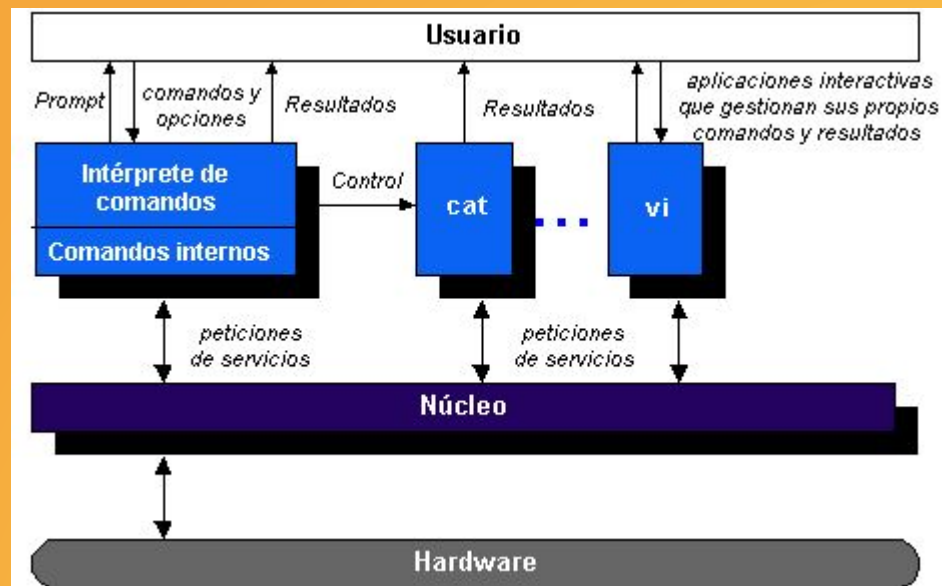 Usuario
Prompt
comandos y
opciones
Resultados
Resultados
aplicaciones interactivas
que gestionan sus propios
comandos y resultados
Intérprete de
comandos
Comandos internos
Control
cat
vi
peticiones
de servicios
peticiones
de servicios
Núcleo
Hardware